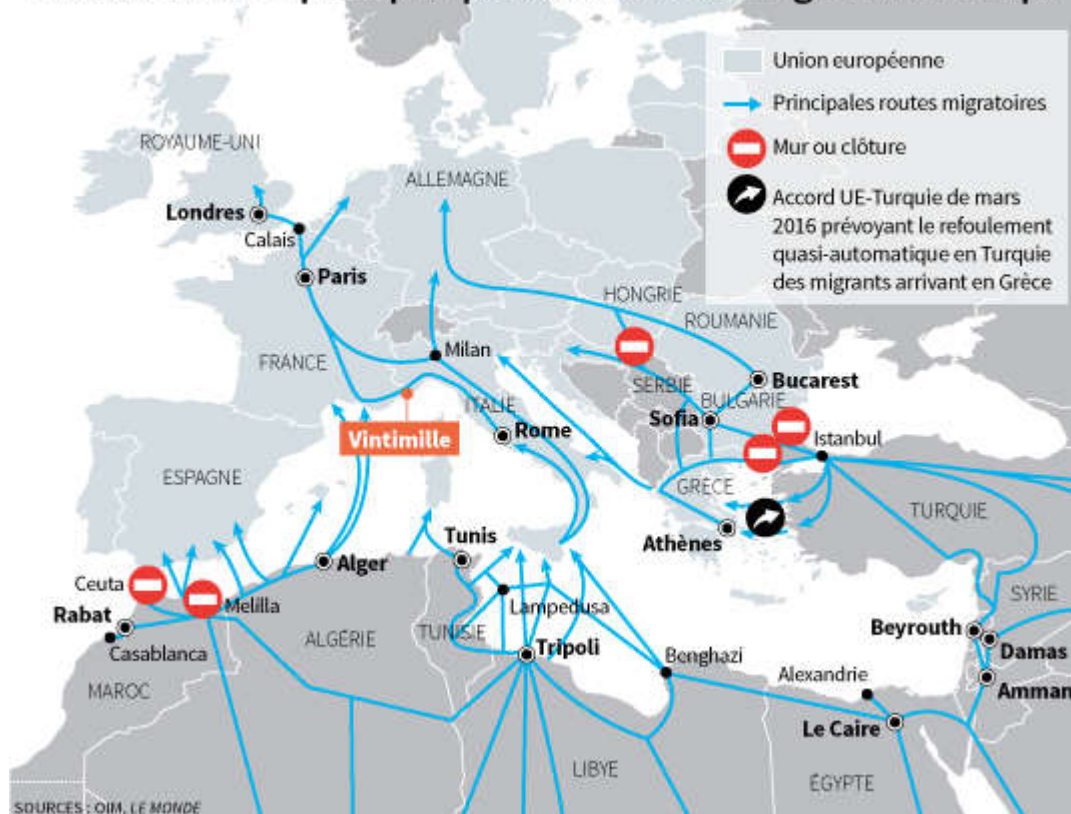 Union européenne
Principales routes migratoires
Mur ou clôture
Accord UE-Turquie de mars
2016 prévoyant le refoulement
quasi-automatique en Turquie
des migrants arrivant en Grèce
ROYAUME-UNI
ALLEMAGNE
Londres
Calais
Paris
HONGRIE
ROUMANIE
FRANCE
Milan
SERBIE
Bucarest
BULGARIE
ITALIE
Sofia
Vintimille
Rome
Istanbul
ESPAGNE
GRÈCE
TURQUIE
Tunis
Athènes
Alger
Ceuta
Melilla
SYRIE
Rabat
Lampedusa
Beyrouth
ALGÉRIE
TUNISIE
Tripoli
Damas
Casablanca
Benghazi
Alexandrie
MAROC
Amman
Le Caire
LIBYE
ÉGYPTE
SOURCES : OIM, LE MONDE